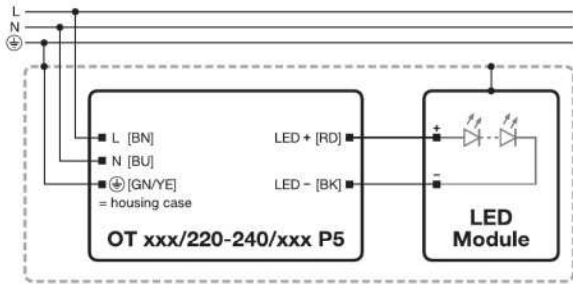 L
N
L [BN]
LED + [RD]
+
N [BU]
[GN/YE]
LED − [BK]
−
= housing case
OT xxx/220-240/xxx P5
LED
Module